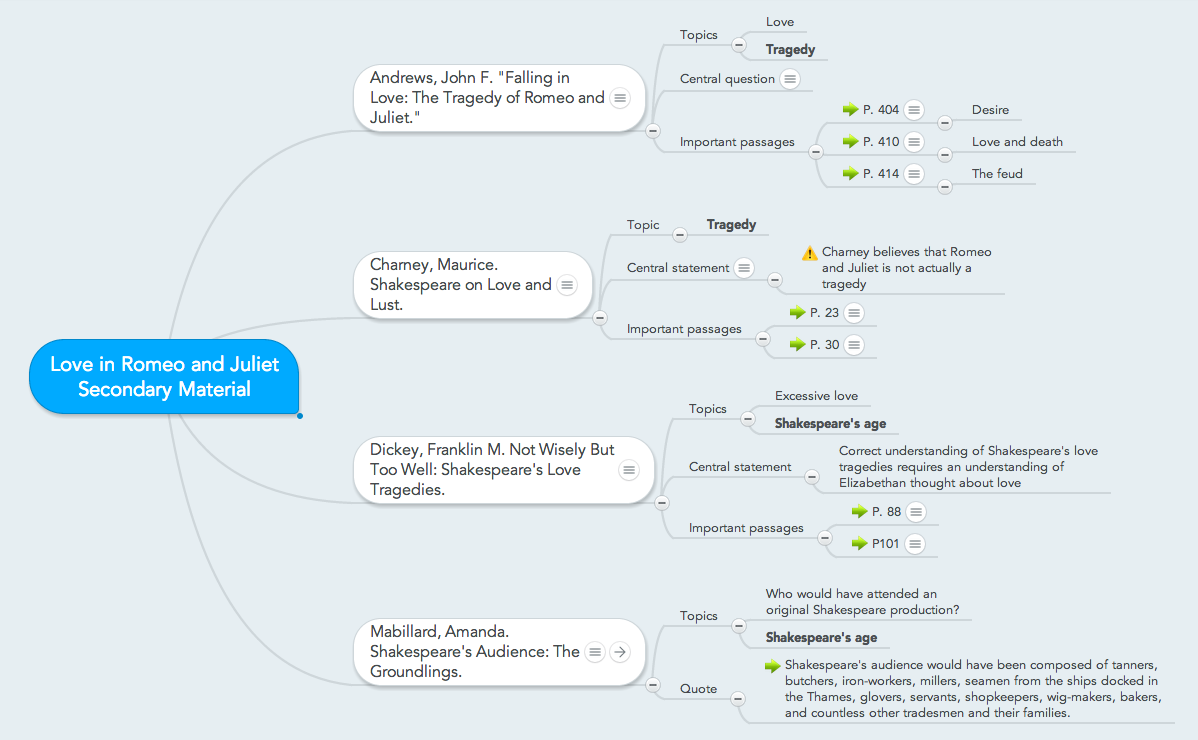 Love in Romeo and Juliet
Secondary Material
Andrews, John F. "Falling in
Love: The Tragedy of Romeo and
Juliet."
Topics
Love
Tragedy
Central question
Important passages
P. 404
Desire
P. 410
Love and death
P. 414
The feud
Charney, Maurice.
Shakespeare on Love and
Lust.
Topic
Tragedy
Central statement
Charney believes that Romeo
and Juliet is not actually a
tragedy
Important passages
P. 23
P. 30
Dickey, Franklin M. Not Wisely But
Too Well: Shakespeare's Love
Tragedies.
Topics
Excessive love
Shakespeare's age
Central statement
Correct understanding of Shakespeare's love
tragedies requires an understanding of
Elizabethan thought about love
Important passages
P. 88
P101
Mabillard, Amanda.
Shakespeare's Audience: The
Groundlings.
Topics
Who would have attended an
original Shakespeare production?
Shakespeare's age
Quote
Shakespeare's audience would have been composed of tanners,
butchers, iron-workers, millers, seamen from the ships docked in
the Thames, glovers, servants, shopkeepers, wig-makers, bakers,
and countless other tradesmen and their families.